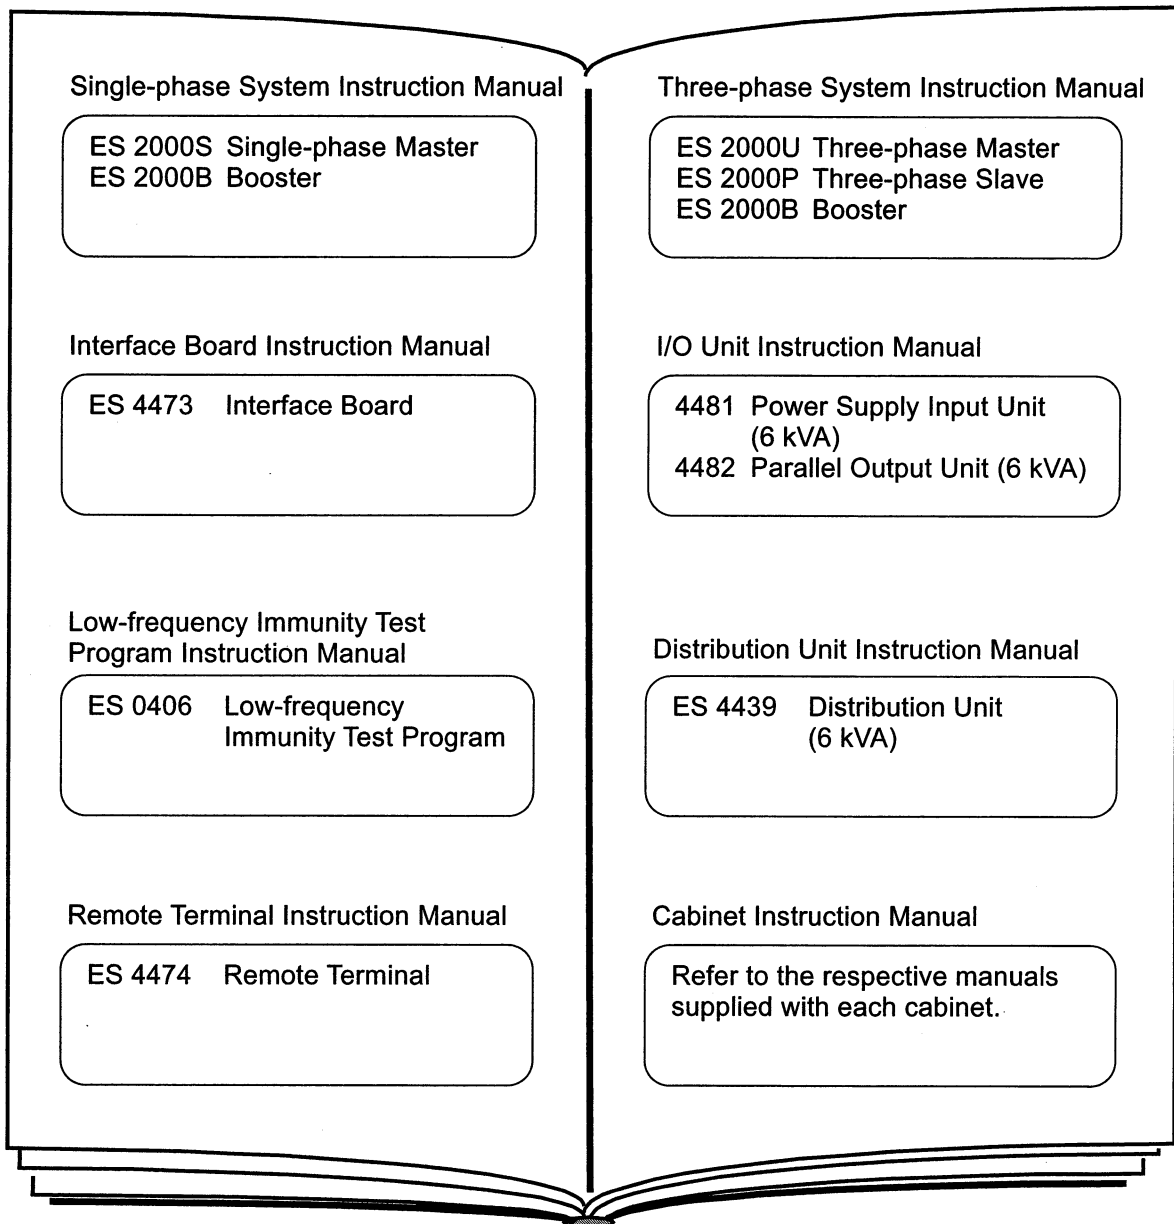 Single-phase System Instruction Manual
ES 2000S Single-phase Master
ES 2000B Booster
Interface Board Instruction Manual
ES 4473 Interface Board
Low-frequency Immunity Test
Program Instruction Manual
ES 0406 Low-frequency
Immunity Test Program
Remote Terminal Instruction Manual
ES 4474 Remote Terminal
Three-phase System Instruction Manual
ES 2000U Three-phase Master
ES 2000P Three-phase Slave
ES 2000B Booster
I/O Unit Instruction Manual
4481 Power Supply Input Unit
(6 kVA)
4482 Parallel Output Unit (6 kVA)
Distribution Unit Instruction Manual
ES 4439 Distribution Unit
(6 kVA)
Cabinet Instruction Manual
Refer to the respective manuals
supplied with each cabinet.